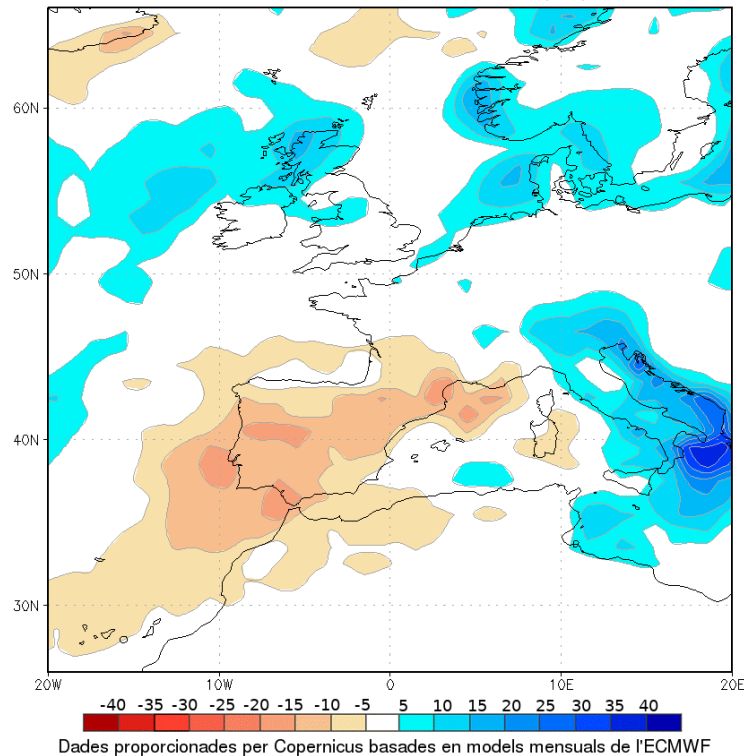 60N
50N
40N
30N
20W 10W 0 10E 20E
-40 -35 -30 -25 -20 -15 -10 -5 5 10 15 20 25 30 35 40
Dades proporcionades per Copernicus basades en models mensuals de l'ECMWF